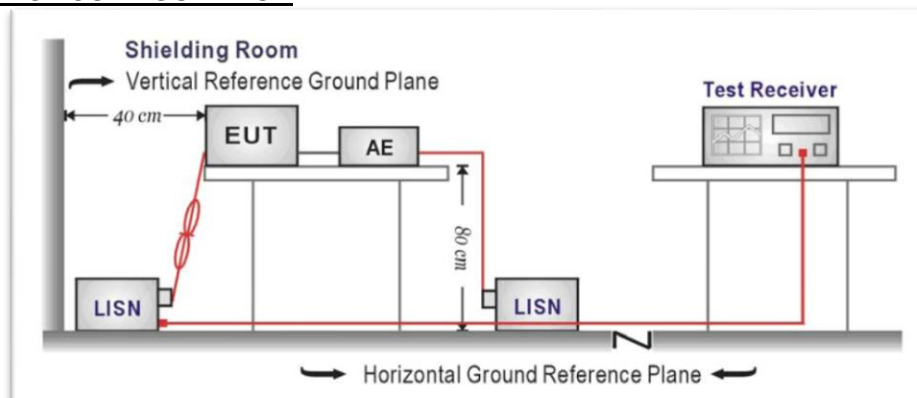 Shielding Room
Vertical Reference Ground Plane
40 cm
EUT
AE
Test Receiver
80 cm
LISN
LISN
Horizontal Ground Reference Plane